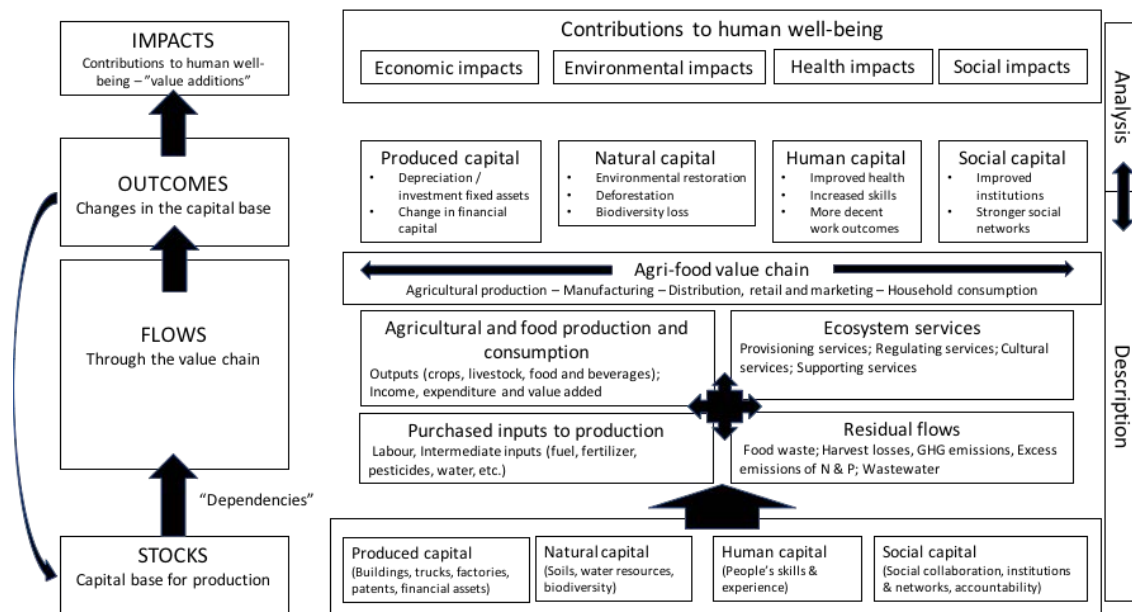 IMPACTS
Contributions to human well-
being – ”value additions”
OUTCOMES
Changes in the capital base
FLOWS
Through the value chain
“Dependencies”
STOCKS
Capital base for production
Contributions to human well-being
Economic impacts
Environmental impacts
Health impacts
Social impacts
Produced capital
• Depreciation /
investment fixed assets
• Change in financial
capital
Natural capital
• Environmental restoration
• Deforestation
• Biodiversity loss
Human capital
• Improved health
• Increased skills
• More decent
work outcomes
Social capital
• Improved
institutions
• Stronger social
networks
Agri-food value chain
Agricultural production – Manufacturing – Distribution, retail and marketing – Household consumption
Agricultural and food production and
consumption
Outputs (crops, livestock, food and beverages);
Income, expenditure and value added
Ecosystem services
Provisioning services; Regulating services; Cultural
services; Supporting services
Purchased inputs to production
Labour, Intermediate inputs (fuel, fertilizer,
pesticides, water, etc.)
Residual flows
Food waste; Harvest losses, GHG emissions, Excess
emissions of N & P; Wastewater
Produced capital
(Buildings, trucks, factories,
patents, financial assets)
Natural capital
(Soils, water resources,
biodiversity)
Human capital
(People’s skills &
experience)
Social capital
(Social collaboration, institutions
& networks, accountability)
Analysis
Description